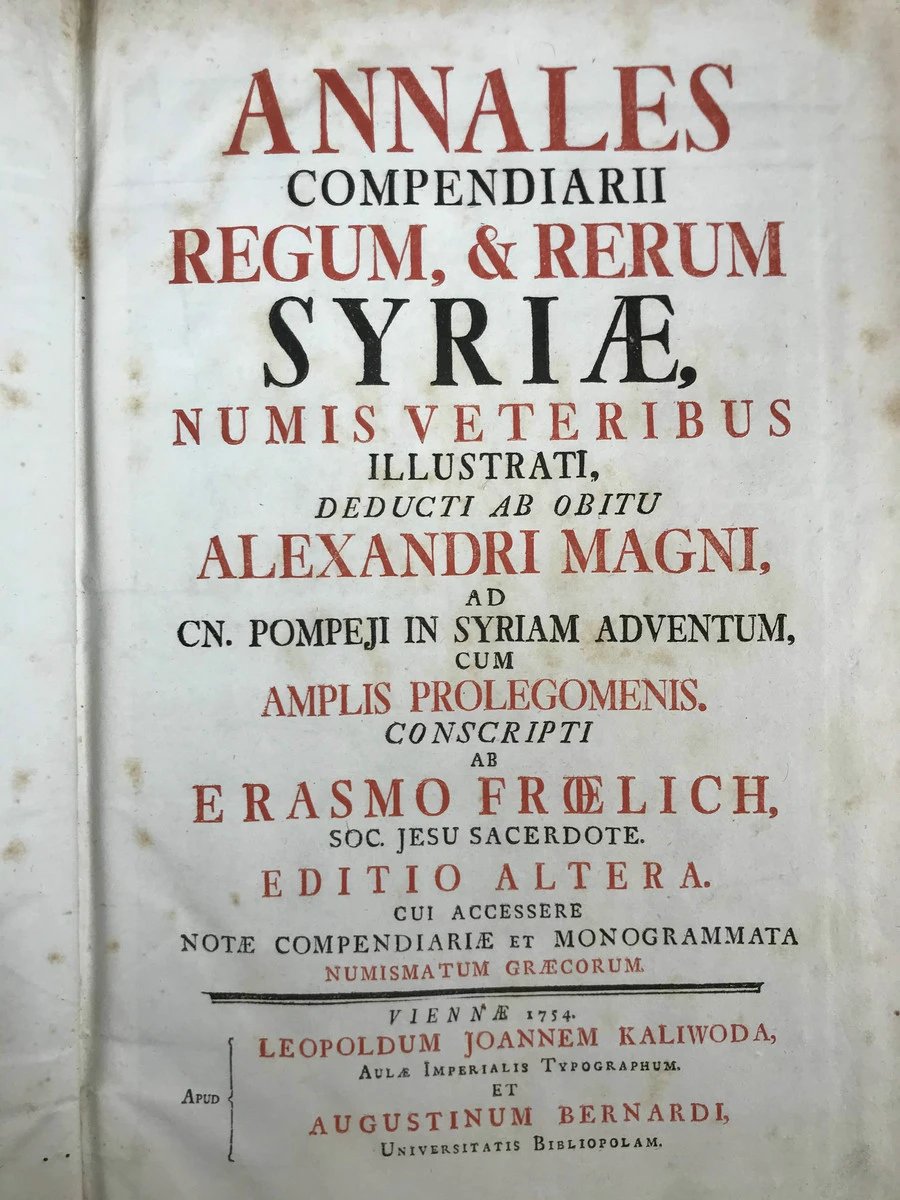 ANNALES
COMPENDIARII
REGUM, & RERUM
SYRIÆ,
NUMIS VETERIBUS
ILLUSTRATI,
DEDUCTI AB OBITU
ALEXANDRI MAGNI,
AD
CN. POMPEJI IN SYRIAM ADVENTUM,
CUM
AMPLIS PROLEGOMENIS.
CONSCRIPTI
AB
ERASMO FRŒLICH,
SOC. JESU SACERDOTE.
EDITIO ALTERA.
CUI ACCESSERE
NOTÆ COMPENDIARIÆ ET MONOGRAMMATA
NUMISMATUM GRÆCORUM.
VIENNÆ 1754.
APUD
LEOPOLDUM JOANNEM KALIWODA,
AULÆ IMPERIALIS TYPOGRAPHUM.
ET
AUGUSTINUM BERNARDI,
UNIVERSITATIS BIBLIOPOLAM.